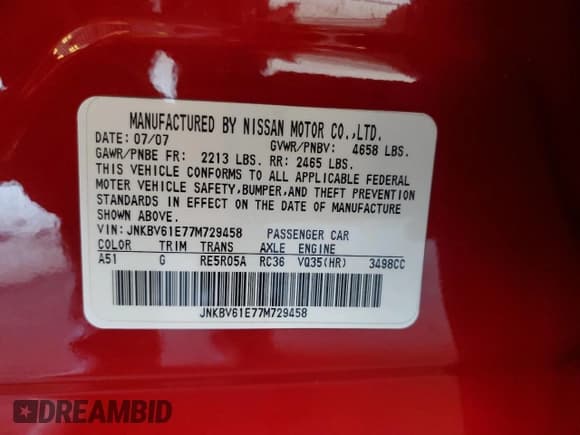 MANUFACTURED BY NISSAN MOTOR CO.,LTD.
DATE: 07/07 GVWR/PNBV: 4658 LBS.
GAWR/PNBE FR: 2213 LBS. RR: 2465 LBS.
THIS VEHICLE CONFORMS TO ALL APPLICABLE FEDERAL
MOTOR VEHICLE SAFETY,BUMPER,AND THEFT PREVENTION
STANDARDS IN EFFECT ON THE DATE OF MANUFACTURE
SHOWN ABOVE.
VIN: JNKBV61E77M729458 PASSENGER CAR
COLOR TRIM TRANS AXLE ENGINE
A51 G RE5R05A RC36 VQ35(HR) 3498CC
JNKBV61E77M729458
DREAMBID